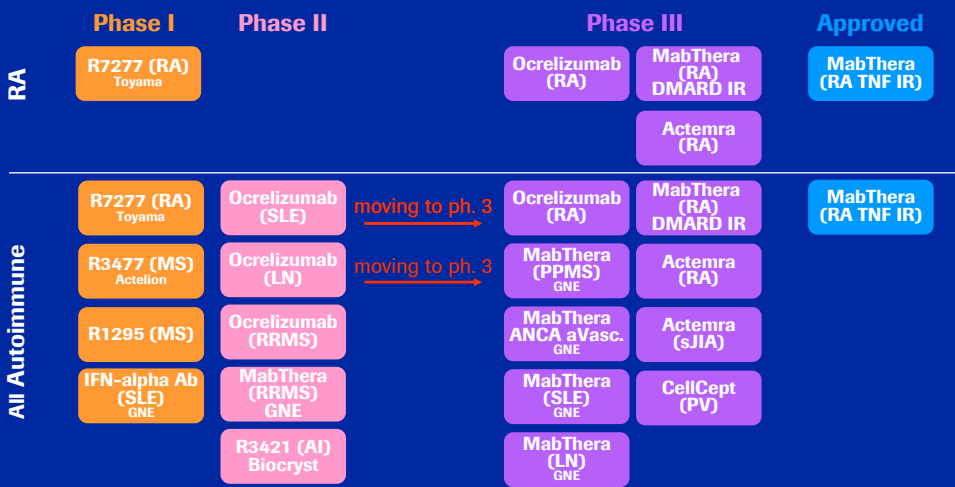 Phase I
Phase II
Phase III
Approved
RA
R7277 (RA)
Toyama
Ocrelizumab
(RA)
MabThera
(RA)
DMARD IR
MabThera
(RA TNF IR)
Actemra
(RA)
All Autoimmune
R7277 (RA)
Toyama
Ocrelizumab
(SLE)
moving to ph. 3
Ocrelizumab
(RA)
MabThera
(RA)
DMARD IR
MabThera
(RA TNF IR)
R3477 (MS)
Actelion
Ocrelizumab
(LN)
moving to ph. 3
MabThera
(PPMS)
GNE
Actemra
(RA)
R1295 (MS)
Ocrelizumab
(RRMS)
MabThera
ANCA aVasc.
GNE
Actemra
(sJIA)
IFN-alpha Ab
(SLE)
GNE
MabThera
(RRMS)
GNE
MabThera
(SLE)
GNE
CellCept
(PV)
R3421 (AI)
Biocryst
MabThera
(LN)
GNE